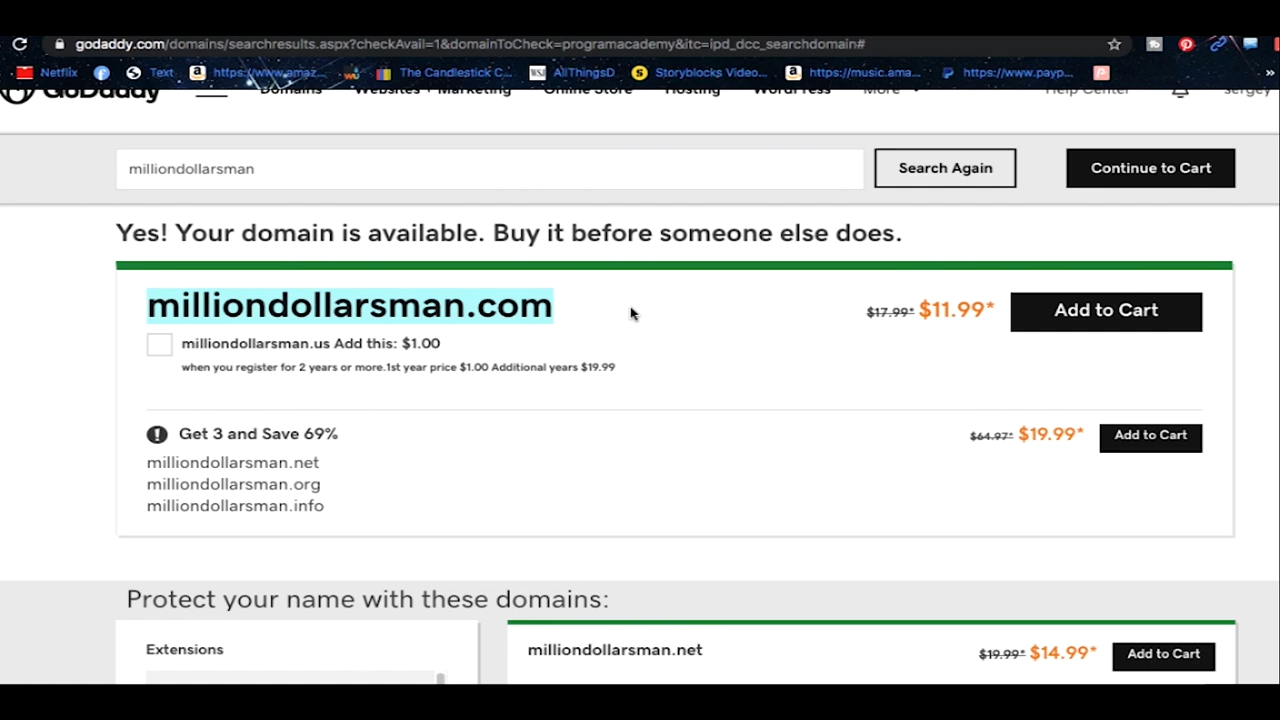 godaddy.com/domains/searchresults.aspx?checkAvail=1&domainToCheck=programacademy&itc=ipd_dcc_searchdomain#
Netflix Text https://www.amaz... The Candlestick C... WSJ AllThingsD Storyblocks Video... https://music.ama... https://www.payp... »
GoDaddy Domains Websites + Marketing Online Store Hosting WordPress More Help Center sergey
milliondollarsman Search Again Continue to Cart
Yes! Your domain is available. Buy it before someone else does.
milliondollarsman.com $17.99* $11.99* Add to Cart
milliondollarsman.us Add this: $1.00
when you register for 2 years or more.1st year price $1.00 Additional years $19.99
Get 3 and Save 69% $64.97* $19.99* Add to Cart
milliondollarsman.net
milliondollarsman.org
milliondollarsman.info
Protect your name with these domains:
Extensions
milliondollarsman.net $19.99* $14.99* Add to Cart